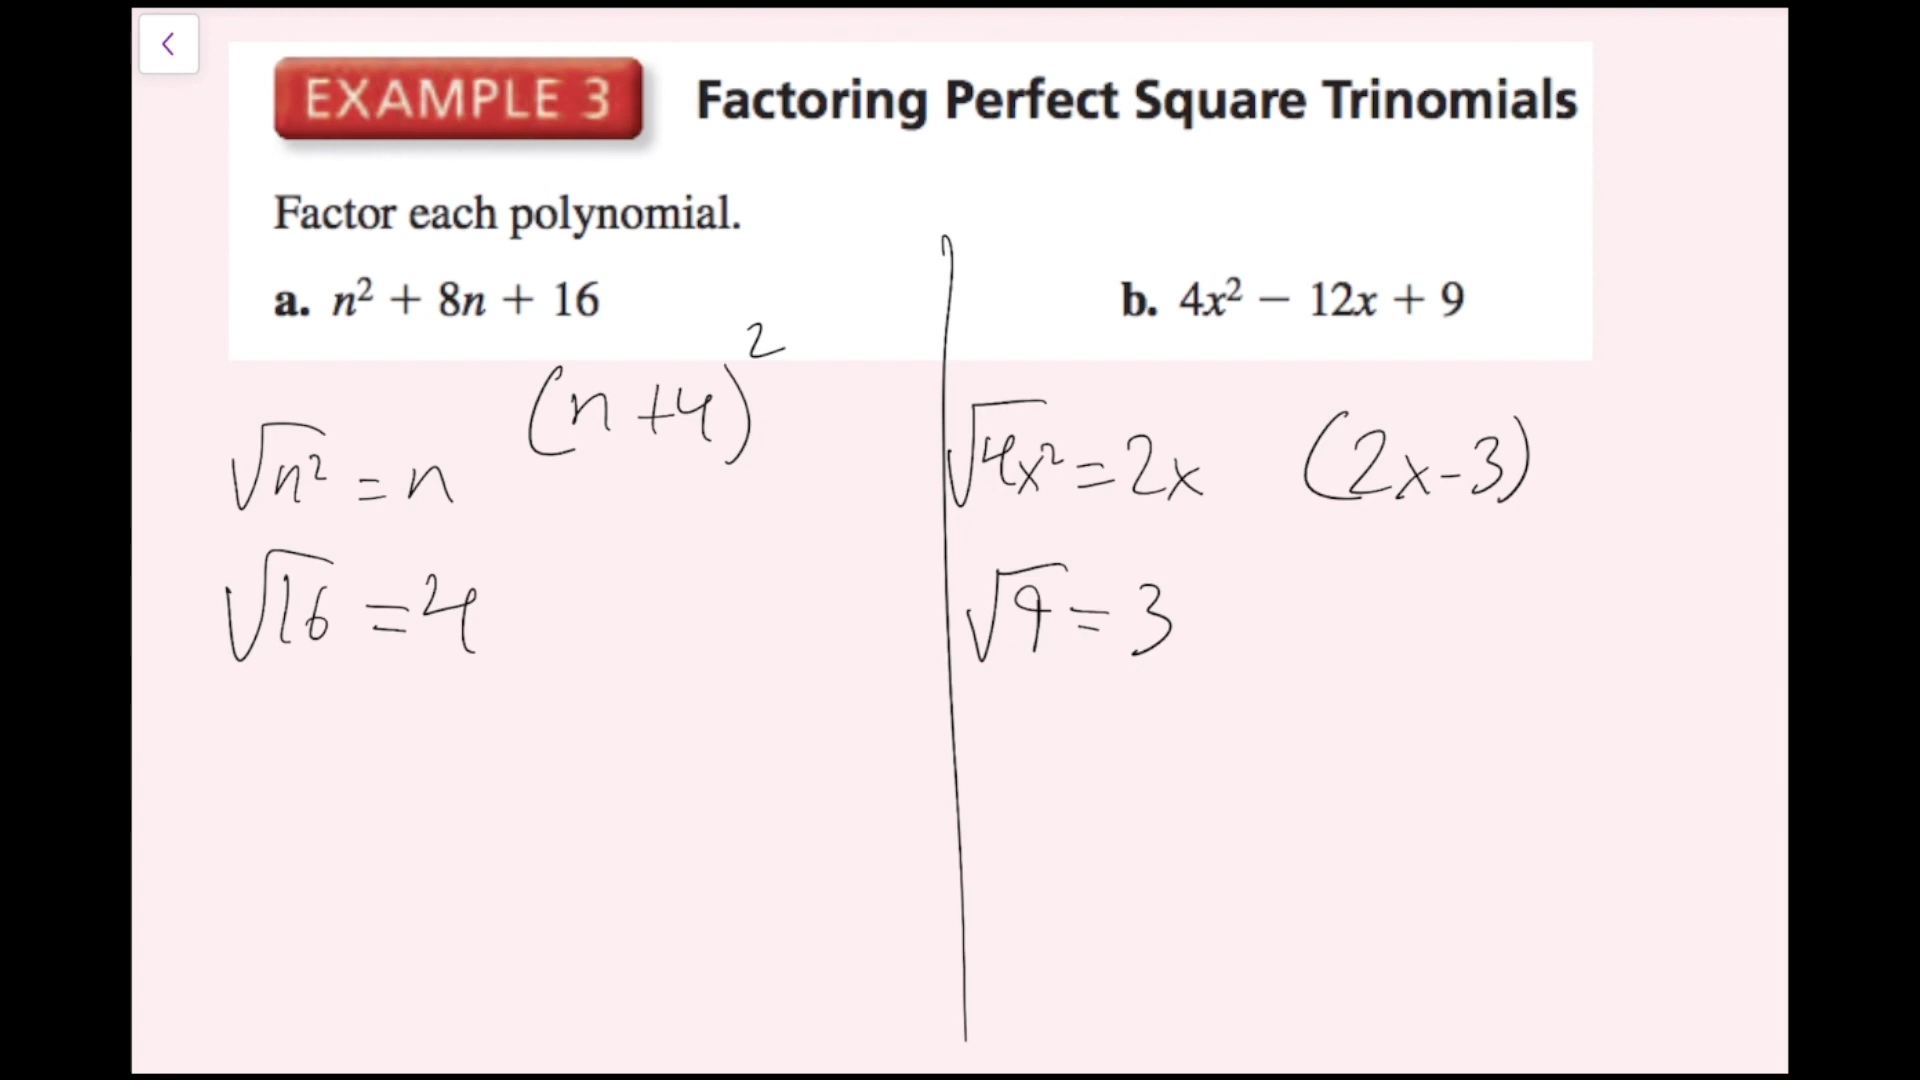 EXAMPLE 3 Factoring Perfect Square Trinomials
Factor each polynomial.
a. n² + 8n + 16
b. 4x² − 12x + 9
(n+4)²
√n² = n
√16 = 4
√4x² = 2x (2x-3)
√9 = 3